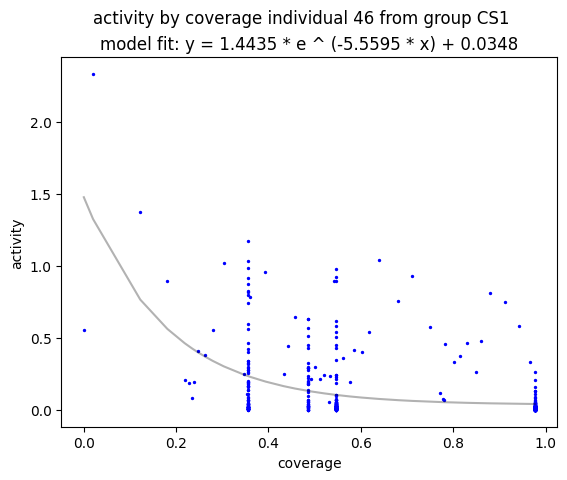 activity by coverage individual 46 from group CS1
model fit: y = 1.4435 * e ^ (-5.5595 * x) + 0.0348
activity
2.0
1.5
1.0
0.5
0.0
0.0 0.2 0.4 0.6 0.8 1.0
coverage